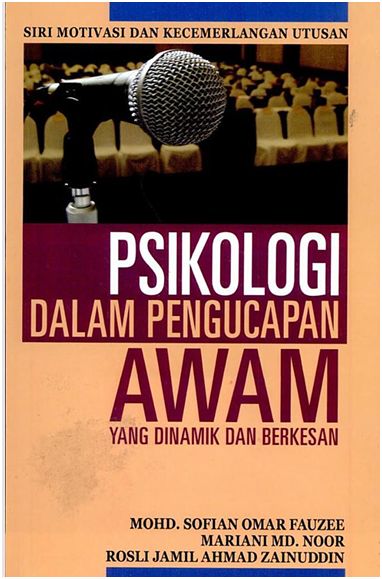 SIRI MOTIVASI DAN KECEMERLANGAN UTUSAN
PSIKOLOGI
DALAM PENGUCAPAN
AWAM
YANG DINAMIK DAN BERKESAN
MOHD. SOFIAN OMAR FAUZEE
MARIANI MD. NOOR
ROSLI JAMIL AHMAD ZAINUDDIN